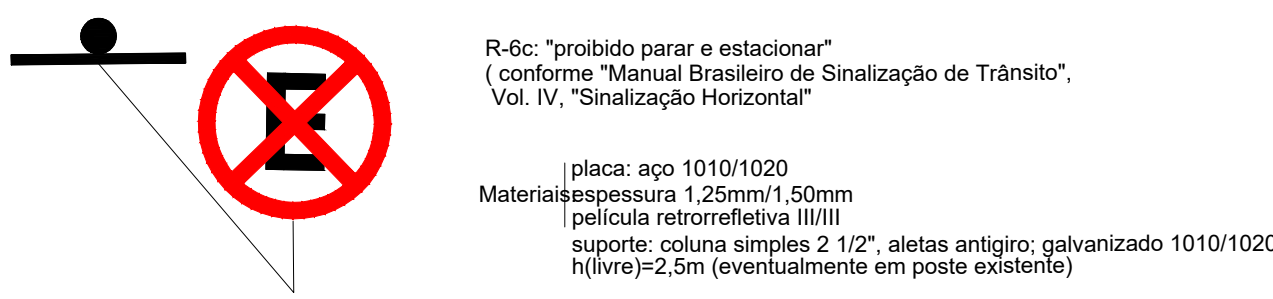 E
R-6c: "proibido parar e estacionar"
( conforme "Manual Brasileiro de Sinalização de Trânsito",
Vol. IV, "Sinalização Horizontal"
placa: aço 1010/1020
Materiais:
espessura 1,25mm/1,50mm
película retrorrefletiva III/III
suporte: coluna simples 2 1/2", aletas antigiro; galvanizado 1010/1020
h(livre)=2,5m (eventualmente em poste existente)